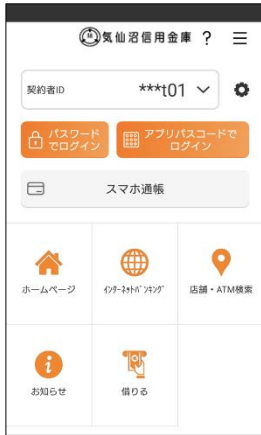 気仙沼信用金庫 ?
契約者ID ***t01
パスワード
でログイン
アプリパスコードで
ログイン
スマホ通帳
ホームページ
インターネットバンキング
店舗・ATM検索
お知らせ
借りる